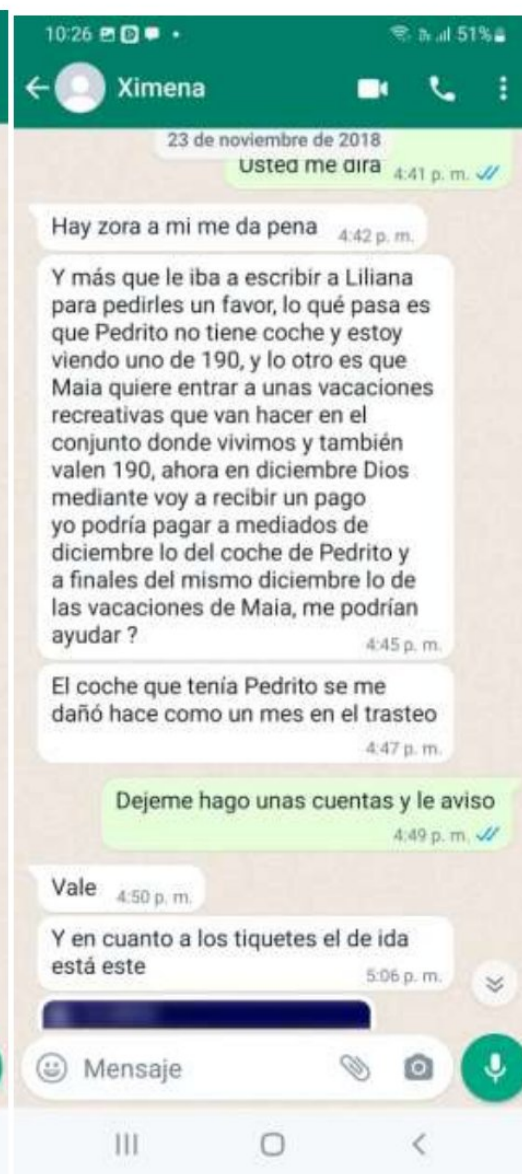 10:26
51%
Ximena
23 de noviembre de 2018
Usted me dira 4:41 p. m.
Hay zora a mi me da pena 4:42 p. m.
Y más que le iba a escribir a Liliana
para pedirles un favor, lo qué pasa es
que Pedrito no tiene coche y estoy
viendo uno de 190, y lo otro es que
Maia quiere entrar a unas vacaciones
recreativas que van hacer en el
conjunto donde vivimos y también
valen 190, ahora en diciembre Dios
mediante voy a recibir un pago
yo podría pagar a mediados de
diciembre lo del coche de Pedrito y
a finales del mismo diciembre lo de
las vacaciones de Maia, me podrían
ayudar ? 4:45 p. m.
El coche que tenía Pedrito se me
dañó hace como un mes en el trasteo
4:47 p. m.
Dejeme hago unas cuentas y le aviso
4:49 p. m.
Vale 4:50 p. m.
Y en cuanto a los tiquetes el de ida
está este 5:06 p. m.
Mensaje